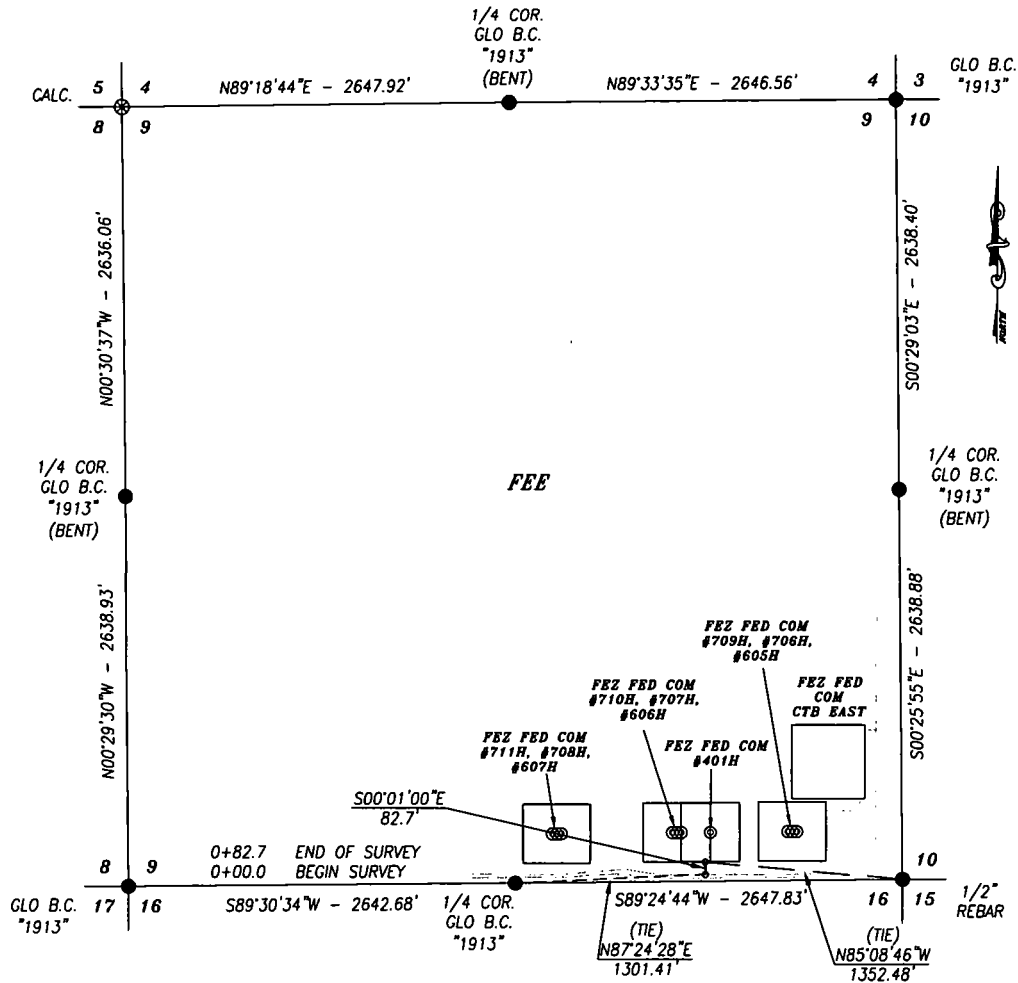 1/4 COR.
GLO B.C.
"1913"
(BENT)
CALC.
5 4
8 9
N89°18'44"E - 2647.92'
N89°33'35"E - 2646.56'
4 3
9 10
GLO B.C.
"1913"
N00°30'37"W - 2636.06'
S00°29'03"E - 2638.40'
NORTH
1/4 COR.
GLO B.C.
"1913"
(BENT)
FEE
1/4 COR.
GLO B.C.
"1913"
(BENT)
N00°29'30"W - 2638.93'
S00°25'55"E - 2638.88'
FEZ FED COM
#709H, #706H,
#605H
FEZ FED COM
#710H, #707H,
#606H
FEZ FED
COM
CTB EAST
FEZ FED COM
#711H, #708H,
#607H
FEZ FED COM
#401H
S00°01'00"E
82.7'
0+82.7 END OF SURVEY
0+00.0 BEGIN SURVEY
8 9
17 16
GLO B.C.
"1913"
S89°30'34"W - 2642.68'
1/4 COR.
GLO B.C.
"1913"
S89°24'44"W - 2647.83'
10
16 15
1/2"
REBAR
(TIE)
N87°24'28"E
1301.41'
(TIE)
N85°08'46"W
1352.48'